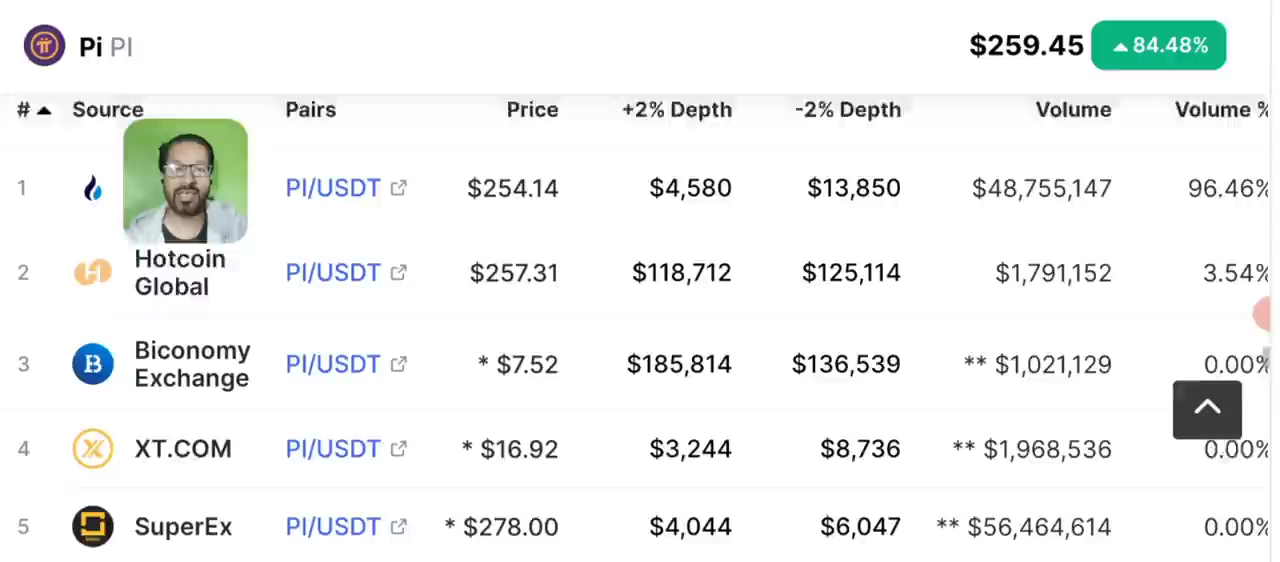 Pi PI $259.45 84.48%
# Source Pairs Price +2% Depth -2% Depth Volume Volume %
1 PI/USDT $254.14 $4,580 $13,850 $48,755,147 96.46%
2 Hotcoin Global PI/USDT $257.31 $118,712 $125,114 $1,791,152 3.54%
3 Biconomy Exchange PI/USDT * $7.52 $185,814 $136,539 ** $1,021,129 0.00%
4 XT.COM PI/USDT * $16.92 $3,244 $8,736 ** $1,968,536 0.00%
5 SuperEx PI/USDT * $278.00 $4,044 $6,047 ** $56,464,614 0.00%